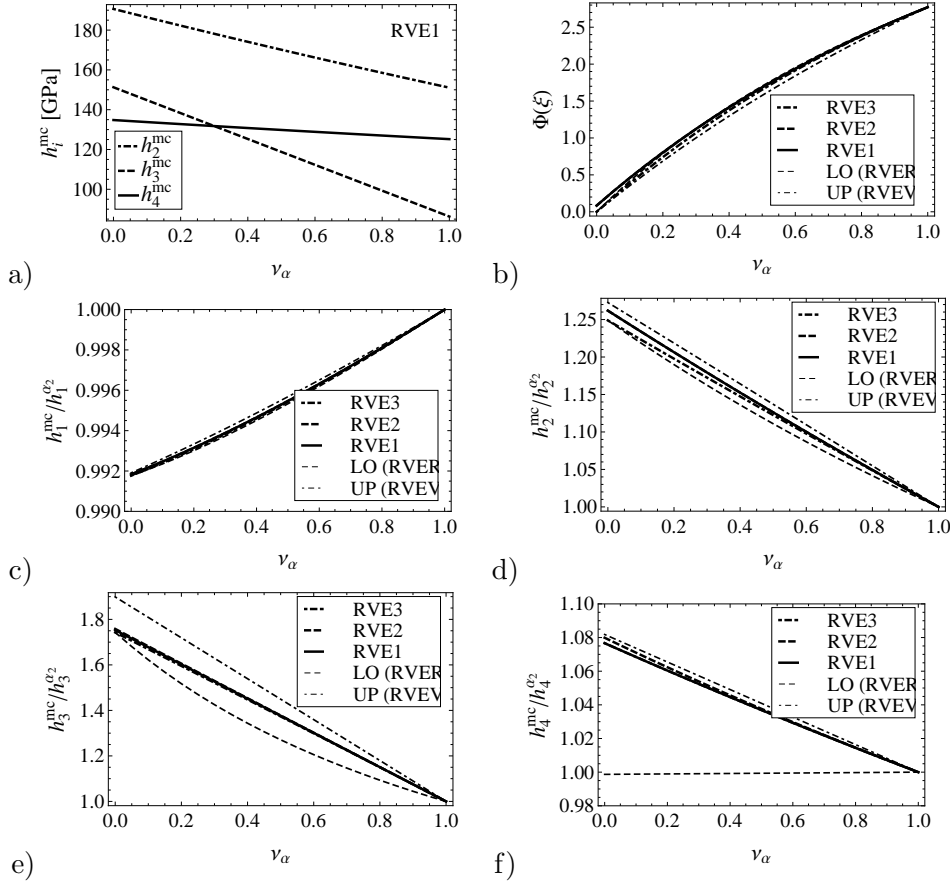 180
160
140
120
100
h_i^mc [GPa]
RVE1
h_2^mc
h_3^mc
h_4^mc
0.0 0.2 0.4 0.6 0.8 1.0
ν_α
a)
2.5
2.0
1.5
1.0
0.5
0.0
Φ(ξ)
RVE3
RVE2
RVE1
LO (RVER
UP (RVEV
0.0 0.2 0.4 0.6 0.8 1.0
ν_α
b)
1.000
0.998
0.996
0.994
0.992
0.990
h_1^mc/h_1^α₂
RVE3
RVE2
RVE1
LO (RVER
UP (RVEV
0.0 0.2 0.4 0.6 0.8 1.0
ν_α
c)
1.25
1.20
1.15
1.10
1.05
1.00
h_2^mc/h_2^α₂
RVE3
RVE2
RVE1
LO (RVER
UP (RVEV
0.0 0.2 0.4 0.6 0.8 1.0
ν_α
d)
1.8
1.6
1.4
1.2
1.0
h_3^mc/h_3^α₂
RVE3
RVE2
RVE1
LO (RVER
UP (RVEV
0.0 0.2 0.4 0.6 0.8 1.0
ν_α
e)
1.10
1.08
1.06
1.04
1.02
1.00
0.98
h_4^mc/h_4^α₂
RVE3
RVE2
RVE1
LO (RVER
UP (RVEV
0.0 0.2 0.4 0.6 0.8 1.0
ν_α
f)